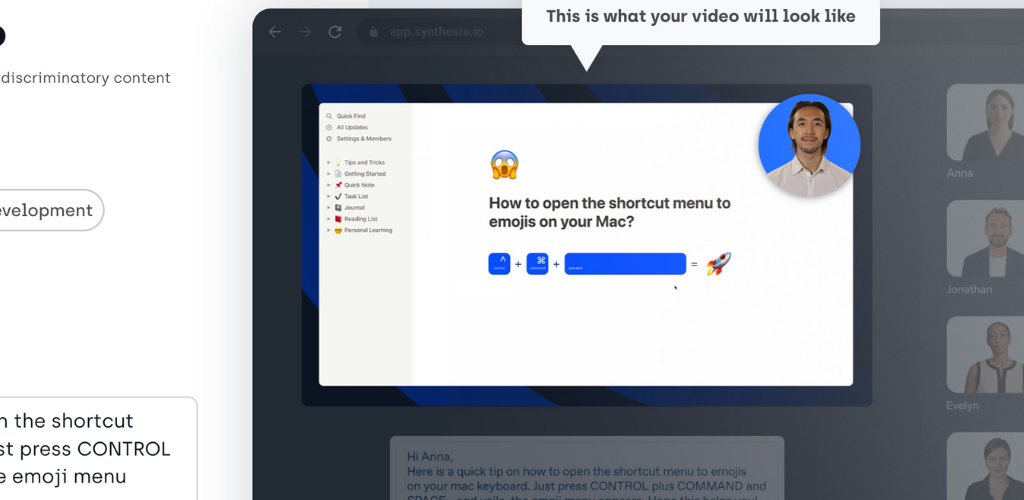 This is what your video will look like
app.synthesia.io
discriminatory content
Quick Find
All Updates
Settings & Members
Tips and Tricks
Getting Started
Quick Note
Task List
Journal
Reading List
Personal Learning
How to open the shortcut menu to
emojis on your Mac?
^ + ⌘ + =
control
command
Anna
Jonathan
Evelyn
evelopment
n the shortcut
st press CONTROL
e emoji menu
Hi Anna,
Here is a quick tip on how to open the shortcut menu to emojis
on your mac keyboard. Just press CONTROL plus COMMAND and